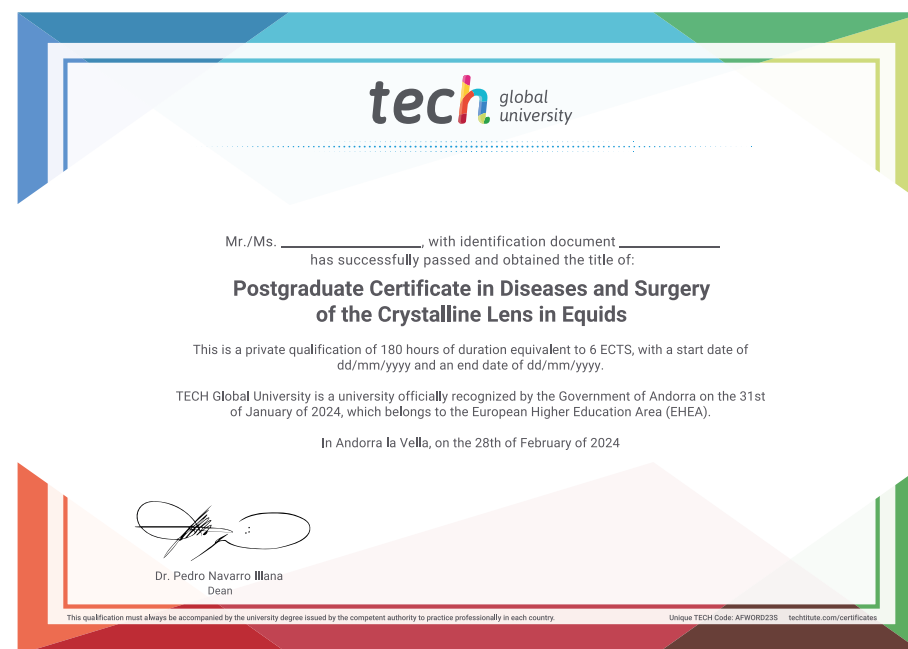 tech global
university
Mr./Ms. ____________, with identification document ____________
has successfully passed and obtained the title of:
Postgraduate Certificate in Diseases and Surgery
of the Crystalline Lens in Equids
This is a private qualification of 180 hours of duration equivalent to 6 ECTS, with a start date of
dd/mm/yyyy and an end date of dd/mm/yyyy.
TECH Global University is a university officially recognized by the Government of Andorra on the 31st
of January of 2024, which belongs to the European Higher Education Area (EHEA).
In Andorra la Vella, on the 28th of February of 2024
Dr. Pedro Navarro Illana
Dean
This qualification must always be accompanied by the university degree issued by the competent authority to practice professionally in each country.
Unique TECH Code: AFWORD23S techtitute.com/certificates